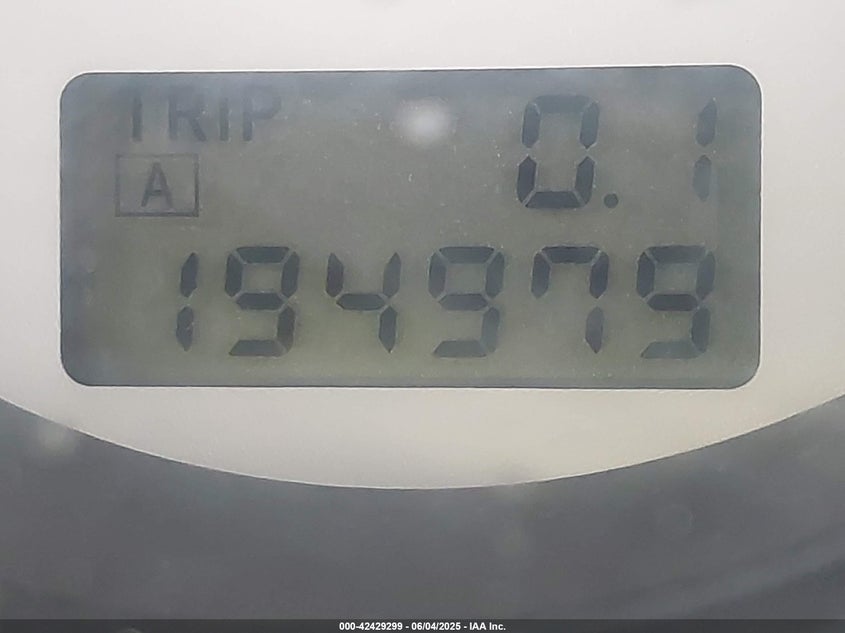 TRIP 0.1
A
194979
000-42429299 - 06/04/2025 - IAA Inc.